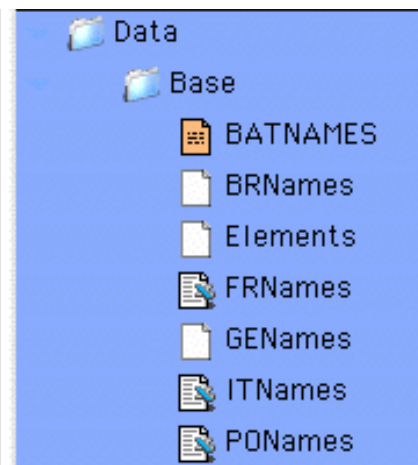 Data
Base
BATNAMES
BRNames
Elements
FRNames
GENames
ITNames
PONames